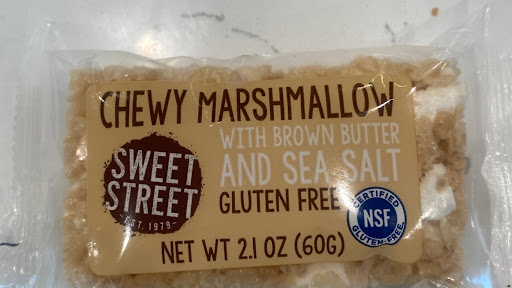 CHEWY MARSHMALLOW
WITH BROWN BUTTER
AND SEA SALT
GLUTEN FREE
SWEET
STREET
EST. 1979
CERTIFIED
NSF
GLUTEN-FREE
NET WT 2.1 OZ (60G)